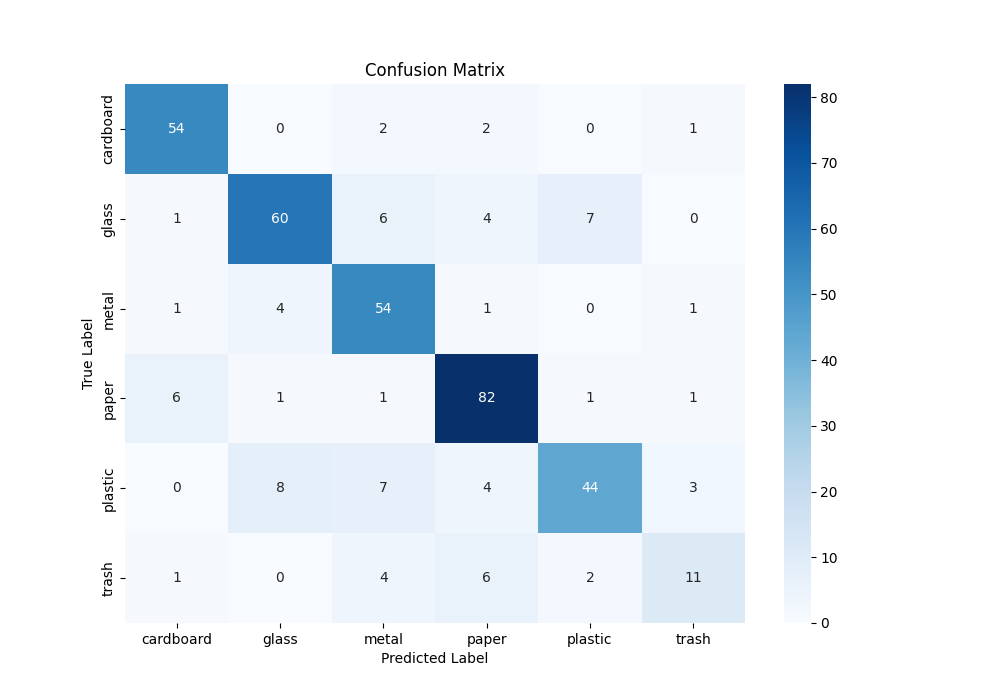 Confusion Matrix
True Label
cardboard 54 0 2 2 0 1
glass 1 60 6 4 7 0
metal 1 4 54 1 0 1
paper 6 1 1 82 1 1
plastic 0 8 7 4 44 3
trash 1 0 4 6 2 11
cardboard glass metal paper plastic trash
Predicted Label
80
70
60
50
40
30
20
10
0